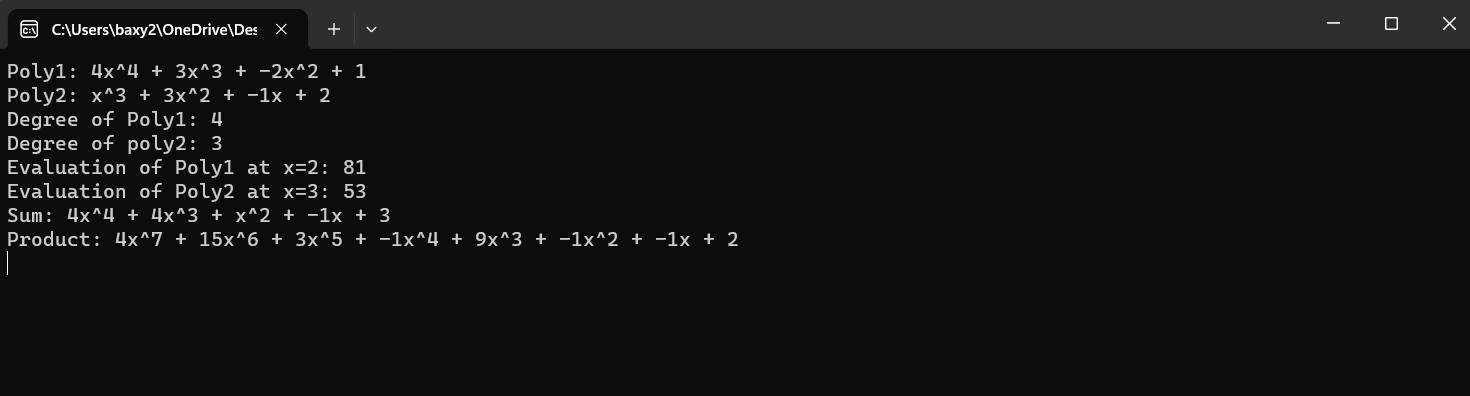 C:\Users\baxy2\OneDrive\Des
Poly1: 4x^4 + 3x^3 + -2x^2 + 1
Poly2: x^3 + 3x^2 + -1x + 2
Degree of Poly1: 4
Degree of poly2: 3
Evaluation of Poly1 at x=2: 81
Evaluation of Poly2 at x=3: 53
Sum: 4x^4 + 4x^3 + x^2 + -1x + 3
Product: 4x^7 + 15x^6 + 3x^5 + -1x^4 + 9x^3 + -1x^2 + -1x + 2